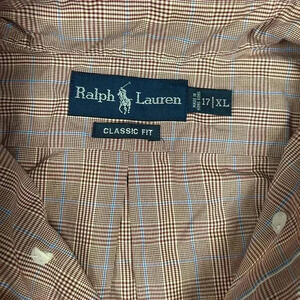 Ralph Lauren
17 | XL
CLASSIC FIT